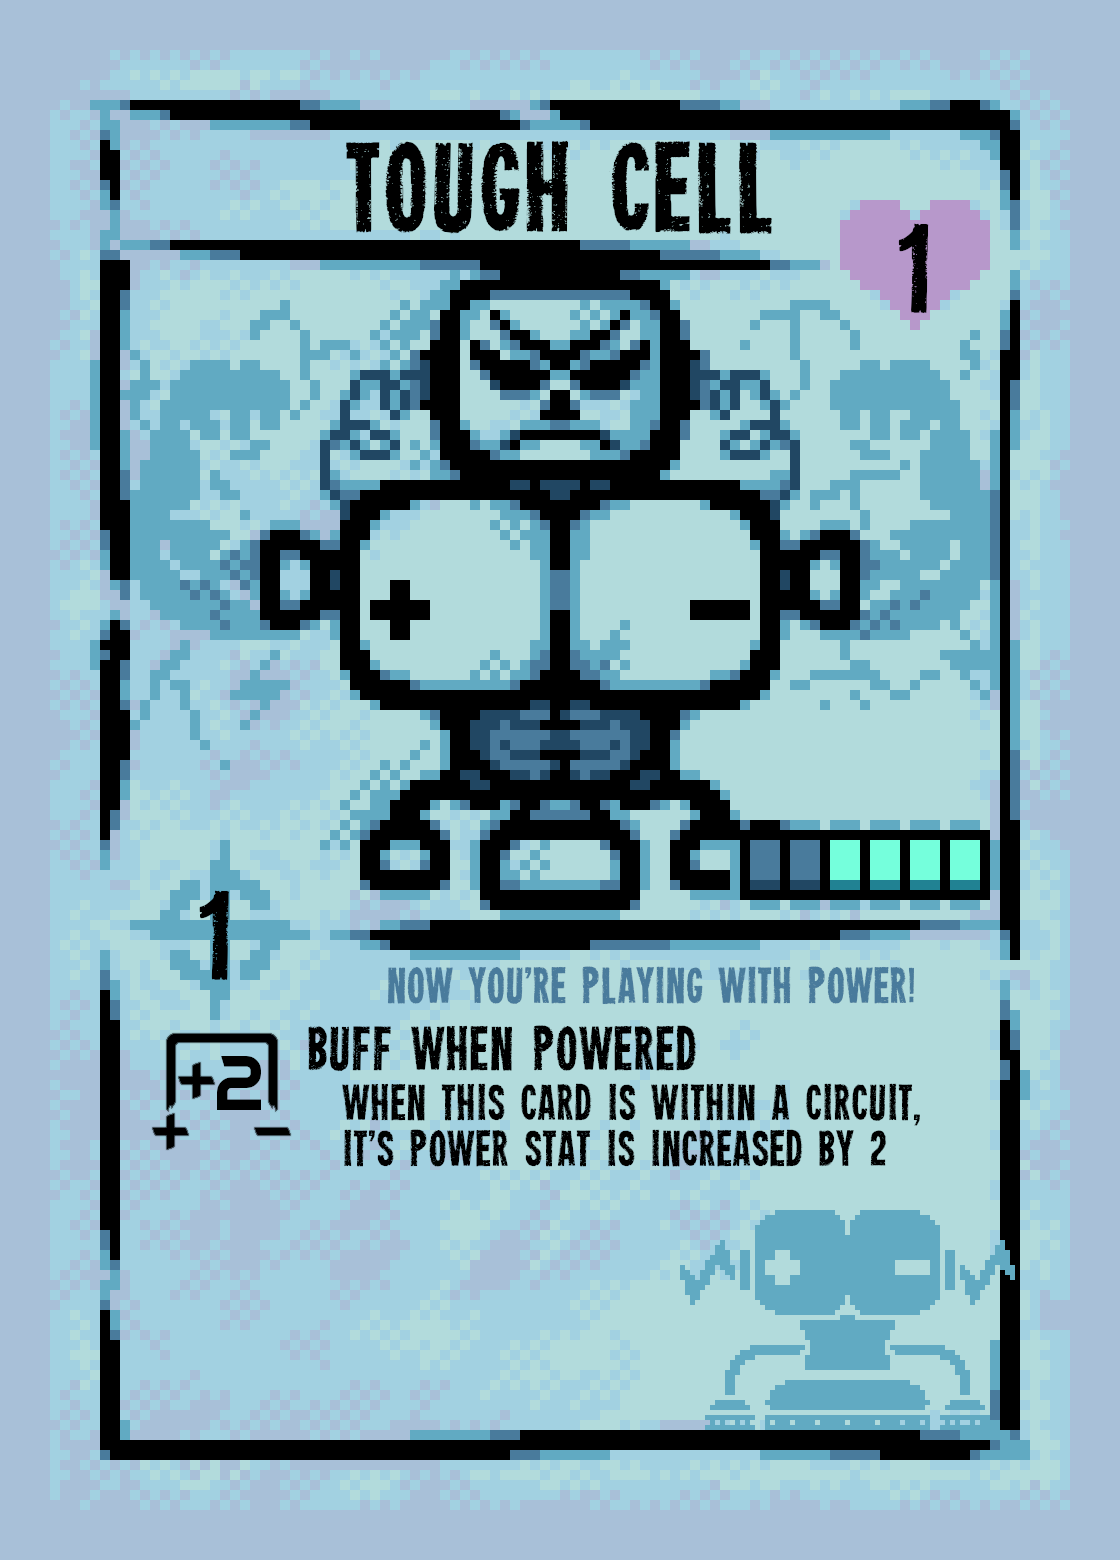 TOUGH CELL
1
+ −
1
NOW YOU'RE PLAYING WITH POWER!
BUFF WHEN POWERED
+2
+ −
WHEN THIS CARD IS WITHIN A CIRCUIT,
IT'S POWER STAT IS INCREASED BY 2
+ −